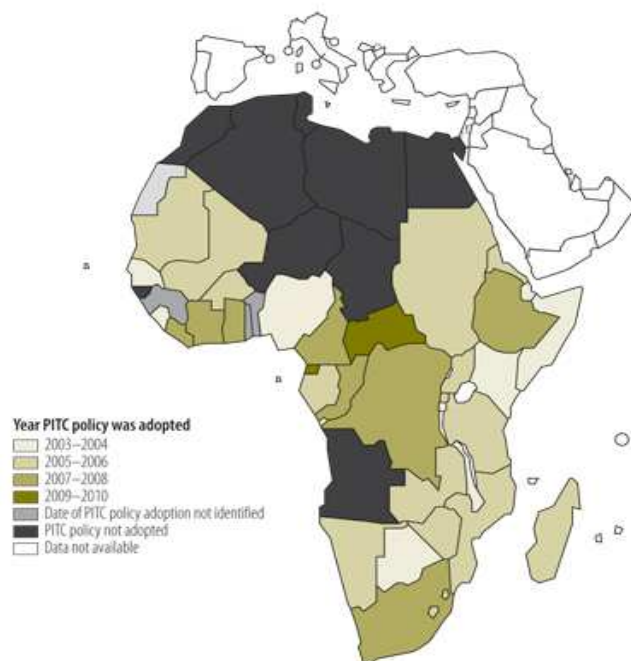 Year PITC policy was adopted
2003–2004
2005–2006
2007–2008
2009–2010
Date of PITC policy adoption not identified
PITC policy not adopted
Data not available